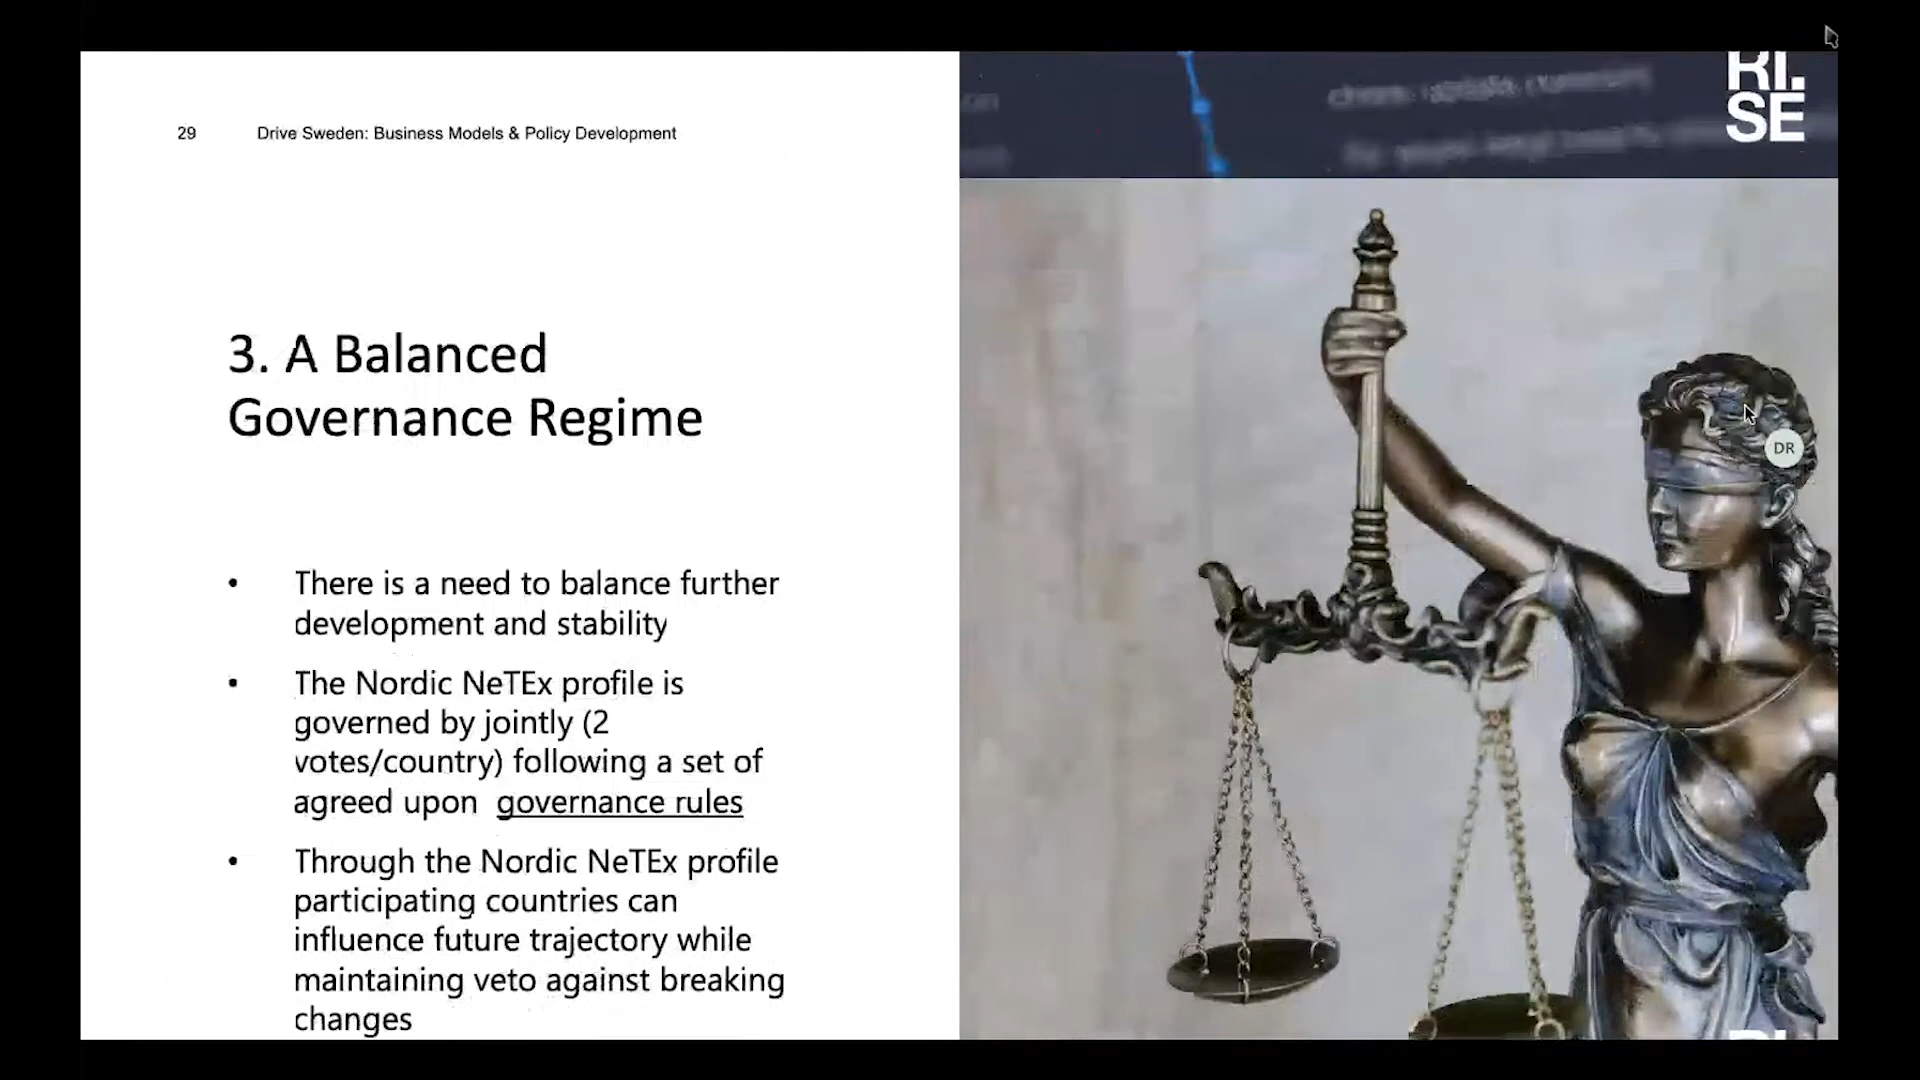 29 Drive Sweden: Business Models & Policy Development
RI.
SE
3. A Balanced
Governance Regime
DR
• There is a need to balance further
development and stability
• The Nordic NeTEx profile is
governed by jointly (2
votes/country) following a set of
agreed upon governance rules
• Through the Nordic NeTEx profile
participating countries can
influence future trajectory while
maintaining veto against breaking
changes